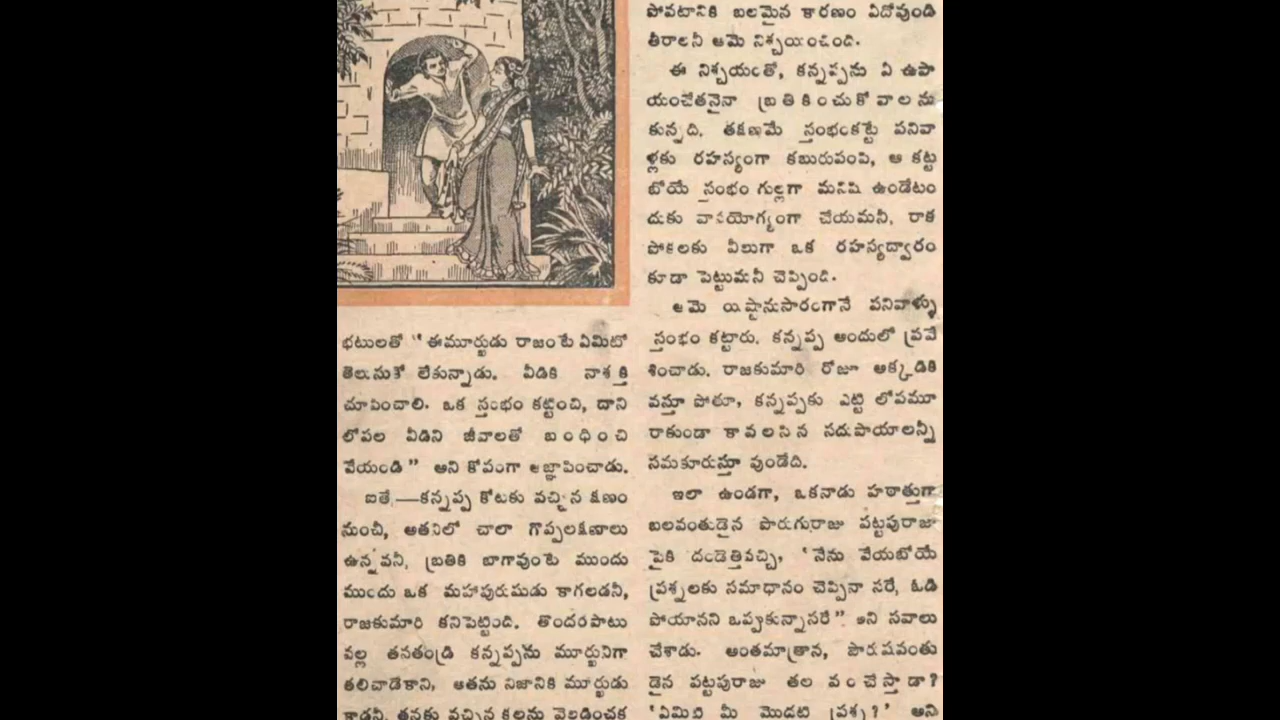 భటులతో "ఈమూర్ఖుడు రాజంటే ఏమిటో
తెలుసుకో లేకున్నాడు. వీడికి నాశక్తి
చూపించాలి. ఒక స్తంభం కట్టించి, దాని
లోపల వీడిని జీవాలతో బంధించి
వేయండి" అని కోపంగా ఆజ్ఞాపించాడు.
ఐతే,—కన్నప్ప కోటకు వచ్చిన క్షణం
నుంచీ, అతనిలో చాలా గొప్పలక్షణాలు
ఉన్నవనీ, బ్రతికి బాగావుంటె ముందు
ముందు ఒక మహాపురుషుడు కాగలడనీ,
రాజకుమారి కనిపెట్టింది. తొందరపాటు
వల్ల తనతండ్రి కన్నప్పను మూర్ఖునిగా
తలిచాడేకాని, అతను నిజానికి మూర్ఖుడు
కాడనీ, తనకు వచ్చిన కలను వెల్లడించక
పోవటానికి బలమైన కారణం ఏదోవుండి
తీరాలనీ ఆమె నిశ్చయించింది.
ఈ నిశ్చయంతో, కన్నప్పను ఏ ఉపా
యంచేతనైనా బ్రతికించుకోవాలను
కున్నది. తక్షణమే స్తంభంకట్టే పనివా
ళ్లకు రహస్యంగా కబురుపంపి, ఆ కట్ట
బోయే స్తంభం గుల్లగా మనిషి ఉండేటం
దుకు వాసయోగ్యంగా చేయమనీ, రాక
పోకలకు వీలుగా ఒక రహస్యద్వారం
కూడా పెట్టుమనీ చెప్పింది.
ఆమె యిష్టానుసారంగానే పనివాళ్ళు
స్తంభం కట్టారు. కన్నప్ప అందులో ప్రవే
శించాడు. రాజకుమారి రోజూ అక్కడికి
వస్తూ పోతూ, కన్నప్పకు ఎట్టి లోపమూ
రాకుండా కావలసిన సదుపాయాలన్నీ
సమకూరుస్తూ వుండేది.
ఇలా ఉండగా, ఒకనాడు హఠాత్తుగా
బలవంతుడైన పొరుగురాజు పట్టపురాజు
పైకి దండెత్తివచ్చి, 'నేను వేయబోయే
ప్రశ్నలకు సమాధానం చెప్పినా సరే, ఓడి
పోయానని ఒప్పుకున్నాసరే" అని సవాలు
చేశాడు. అంతమాత్రాన, పౌరుషవంతు
డైన పట్టపురాజు తల వంచేస్తాడా?
'ఏమిటి మీ మొదటి ప్రశ్న?' అని